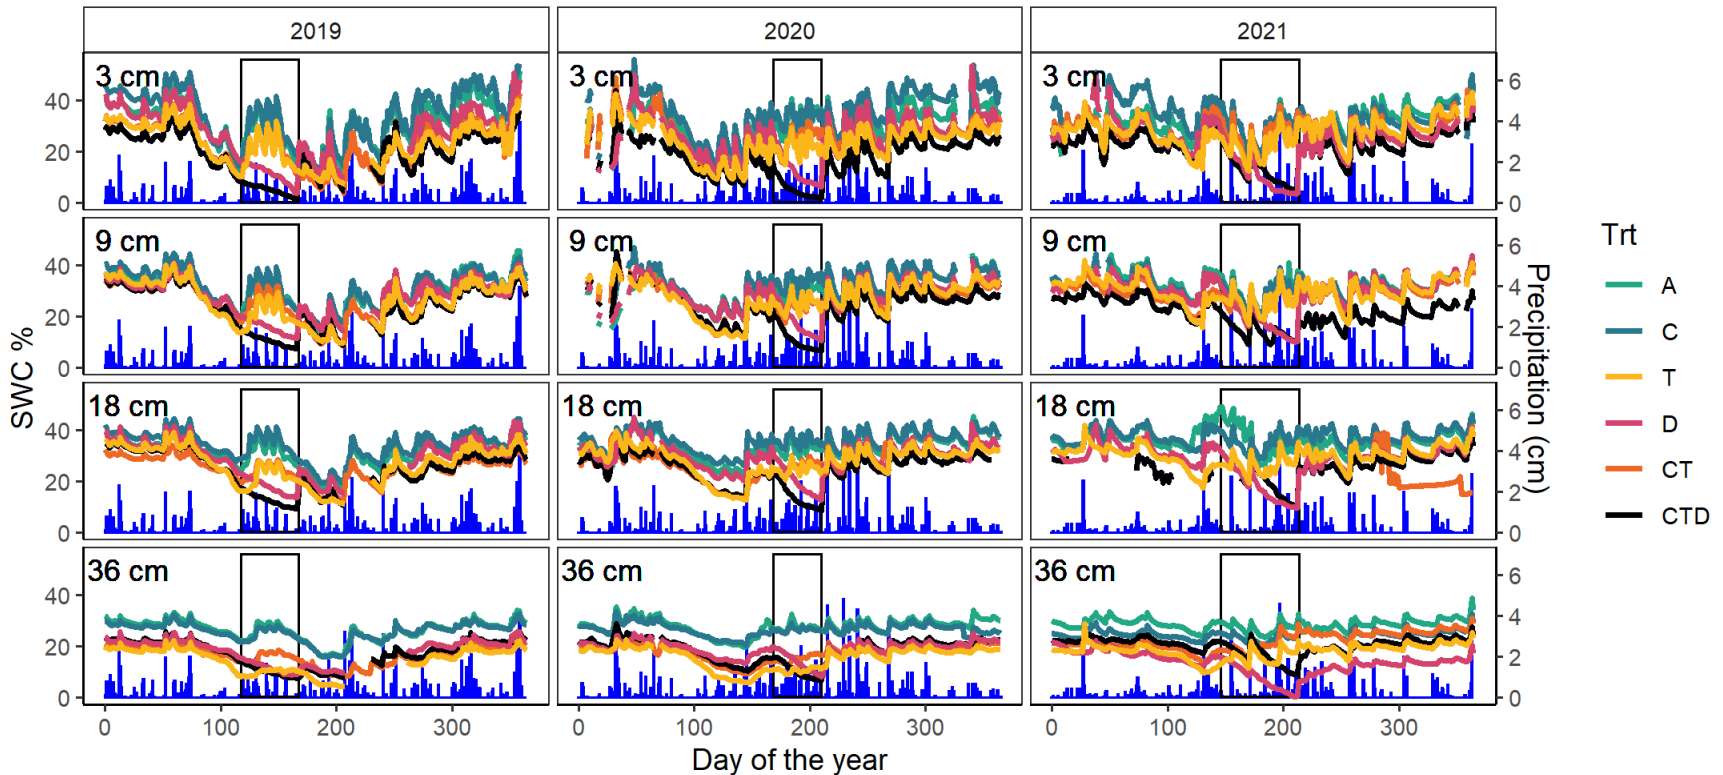 2019 2020 2021
3 cm 3 cm 3 cm
40 20 0 6 4 2 0
9 cm 9 cm 9 cm
40 20 0 6 4 2 0
18 cm 18 cm 18 cm
40 20 0 6 4 2 0
36 cm 36 cm 36 cm
40 20 0 6 4 2 0
0 100 200 300 0 100 200 300 0 100 200 300
Day of the year
SWC %
Precipitation (cm)
Trt
A
C
T
D
CT
CTD